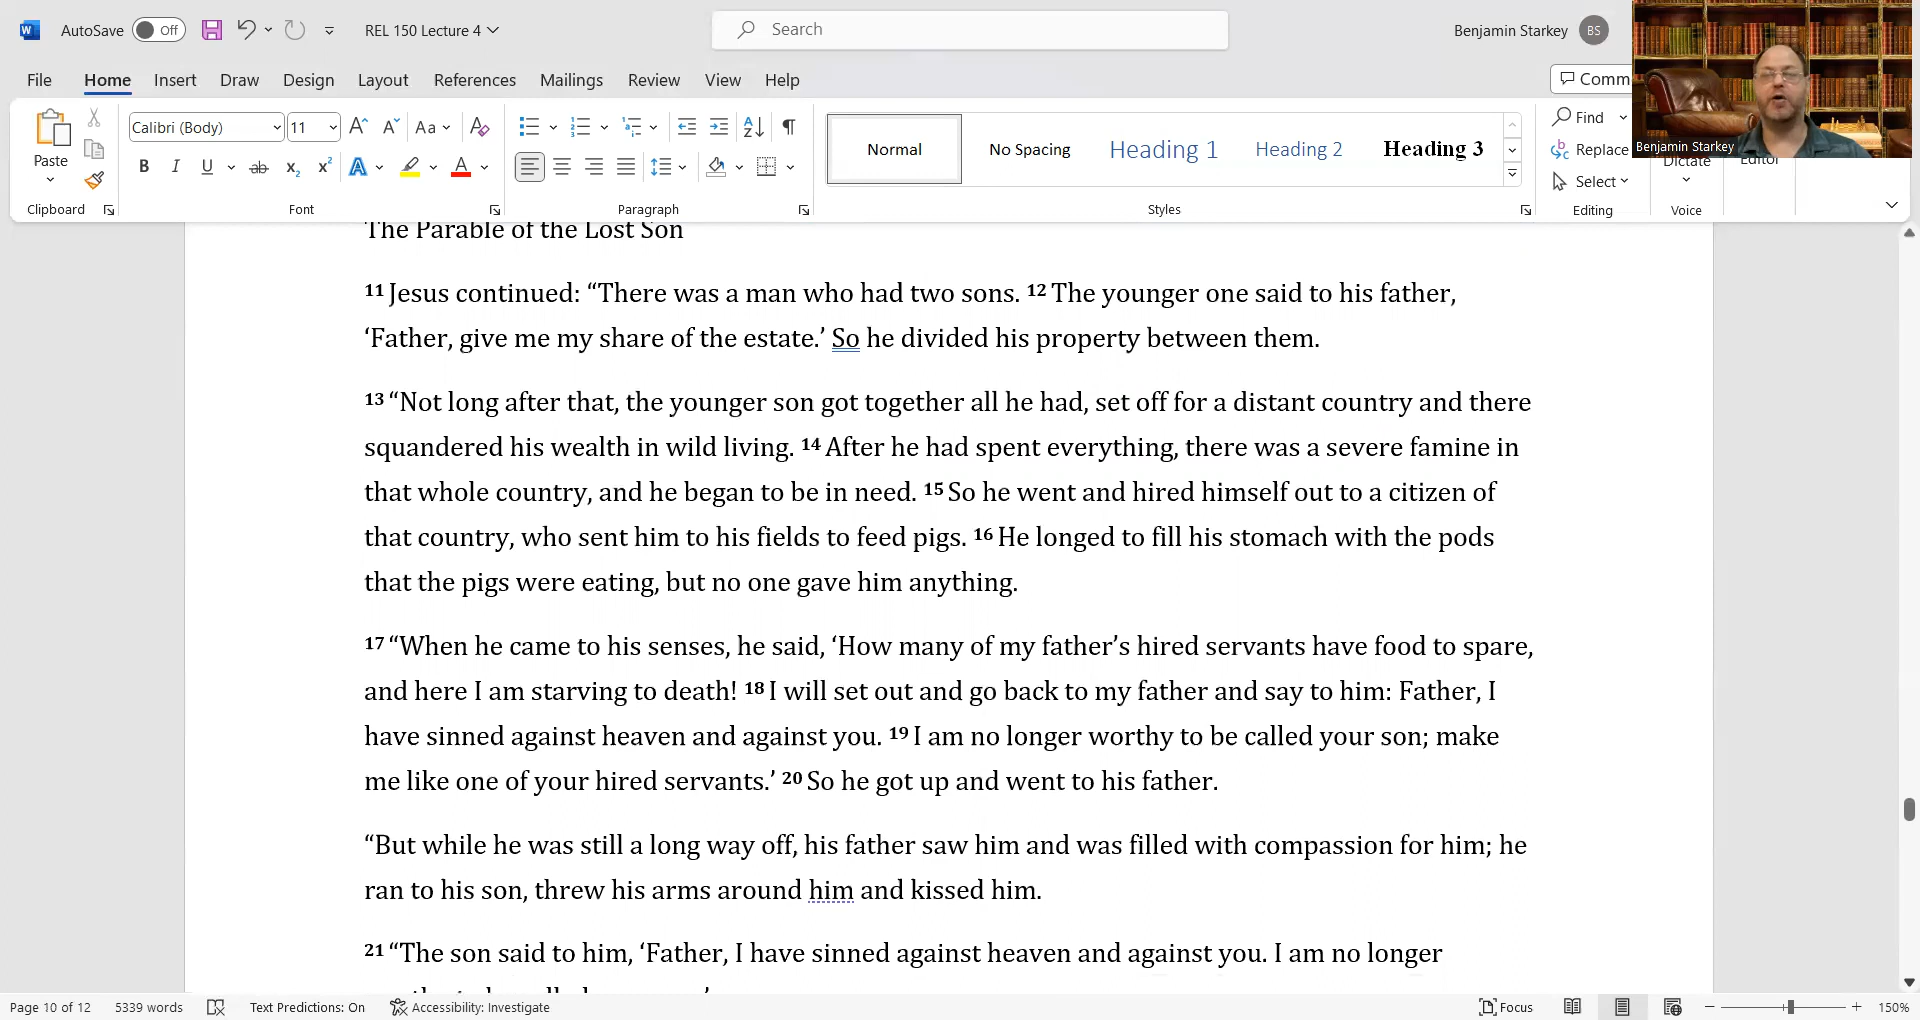 AutoSave Off REL 150 Lecture 4 Search Benjamin Starkey BS
File Home Insert Draw Design Layout References Mailings Review View Help Comm
Calibri (Body) 11 Aa
Paste
B I U ab x2 x2 A A
Normal No Spacing Heading 1 Heading 2 Heading 3
Find
Replace
Select
Dictate
Editor
Benjamin Starkey
Clipboard Font Paragraph Styles Editing Voice
The Parable of the Lost Son
11 Jesus continued: “There was a man who had two sons. 12 The younger one said to his father,
‘Father, give me my share of the estate.’ So he divided his property between them.
13 “Not long after that, the younger son got together all he had, set off for a distant country and there
squandered his wealth in wild living. 14 After he had spent everything, there was a severe famine in
that whole country, and he began to be in need. 15 So he went and hired himself out to a citizen of
that country, who sent him to his fields to feed pigs. 16 He longed to fill his stomach with the pods
that the pigs were eating, but no one gave him anything.
17 “When he came to his senses, he said, ‘How many of my father’s hired servants have food to spare,
and here I am starving to death! 18 I will set out and go back to my father and say to him: Father, I
have sinned against heaven and against you. 19 I am no longer worthy to be called your son; make
me like one of your hired servants.’ 20 So he got up and went to his father.
“But while he was still a long way off, his father saw him and was filled with compassion for him; he
ran to his son, threw his arms around him and kissed him.
21 “The son said to him, ‘Father, I have sinned against heaven and against you. I am no longer
Page 10 of 12 5339 words Text Predictions: On Accessibility: Investigate Focus 150%